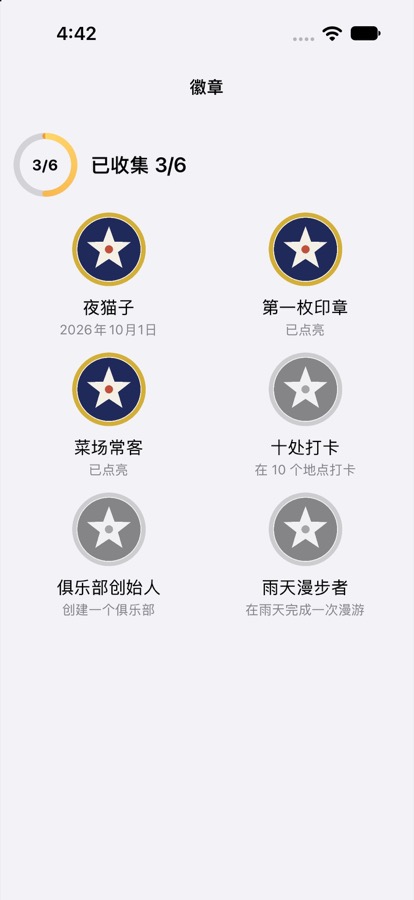 4:42
徽章
3/6
已收集 3/6
夜猫子
2026年10月1日
第一枚印章
已点亮
菜场常客
已点亮
十处打卡
在 10 个地点打卡
俱乐部创始人
创建一个俱乐部
雨天漫步者
在雨天完成一次漫游